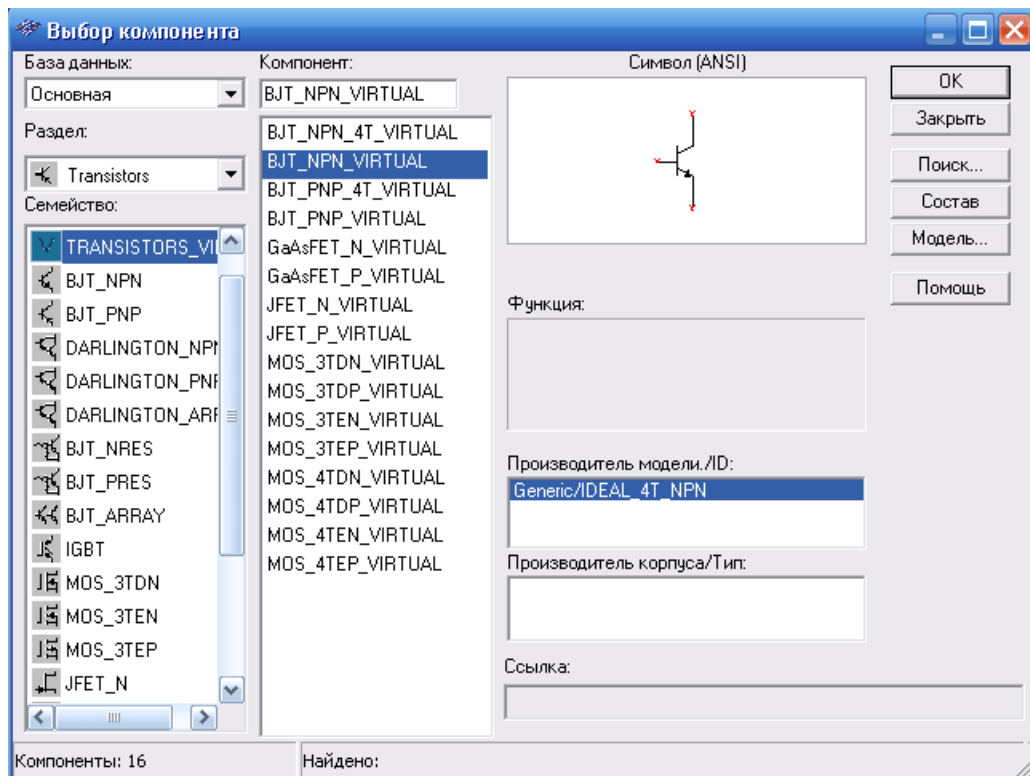 Выбор компонента
База данных:
Основная
Раздел:
Transistors
Семейство:
TRANSISTORS_VI
BJT_NPN
BJT_PNP
DARLINGTON_NPN
DARLINGTON_PNP
DARLINGTON_ARR
BJT_NRES
BJT_PRES
BJT_ARRAY
IGBT
MOS_3TDN
MOS_3TEN
MOS_3TEP
JFET_N
Компонент:
BJT_NPN_VIRTUAL
BJT_NPN_4T_VIRTUAL
BJT_NPN_VIRTUAL
BJT_PNP_4T_VIRTUAL
BJT_PNP_VIRTUAL
GaAsFET_N_VIRTUAL
GaAsFET_P_VIRTUAL
JFET_N_VIRTUAL
JFET_P_VIRTUAL
MOS_3TDN_VIRTUAL
MOS_3TDP_VIRTUAL
MOS_3TEN_VIRTUAL
MOS_3TEP_VIRTUAL
MOS_4TDN_VIRTUAL
MOS_4TDP_VIRTUAL
MOS_4TEN_VIRTUAL
MOS_4TEP_VIRTUAL
Символ (ANSI)
Функция:
Производитель модели./ID:
Generic/IDEAL_4T_NPN
Производитель корпуса/Тип:
Ссылка:
OK
Закрыть
Поиск...
Состав
Модель...
Помощь
Компоненты: 16
Найдено: